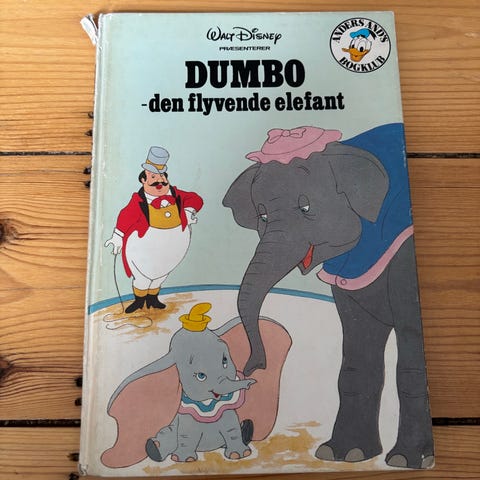 WALT DISNEY
PRÆSENTERER
DUMBO
-den flyvende elefant
ANDERS AND'S
BOGKLUB